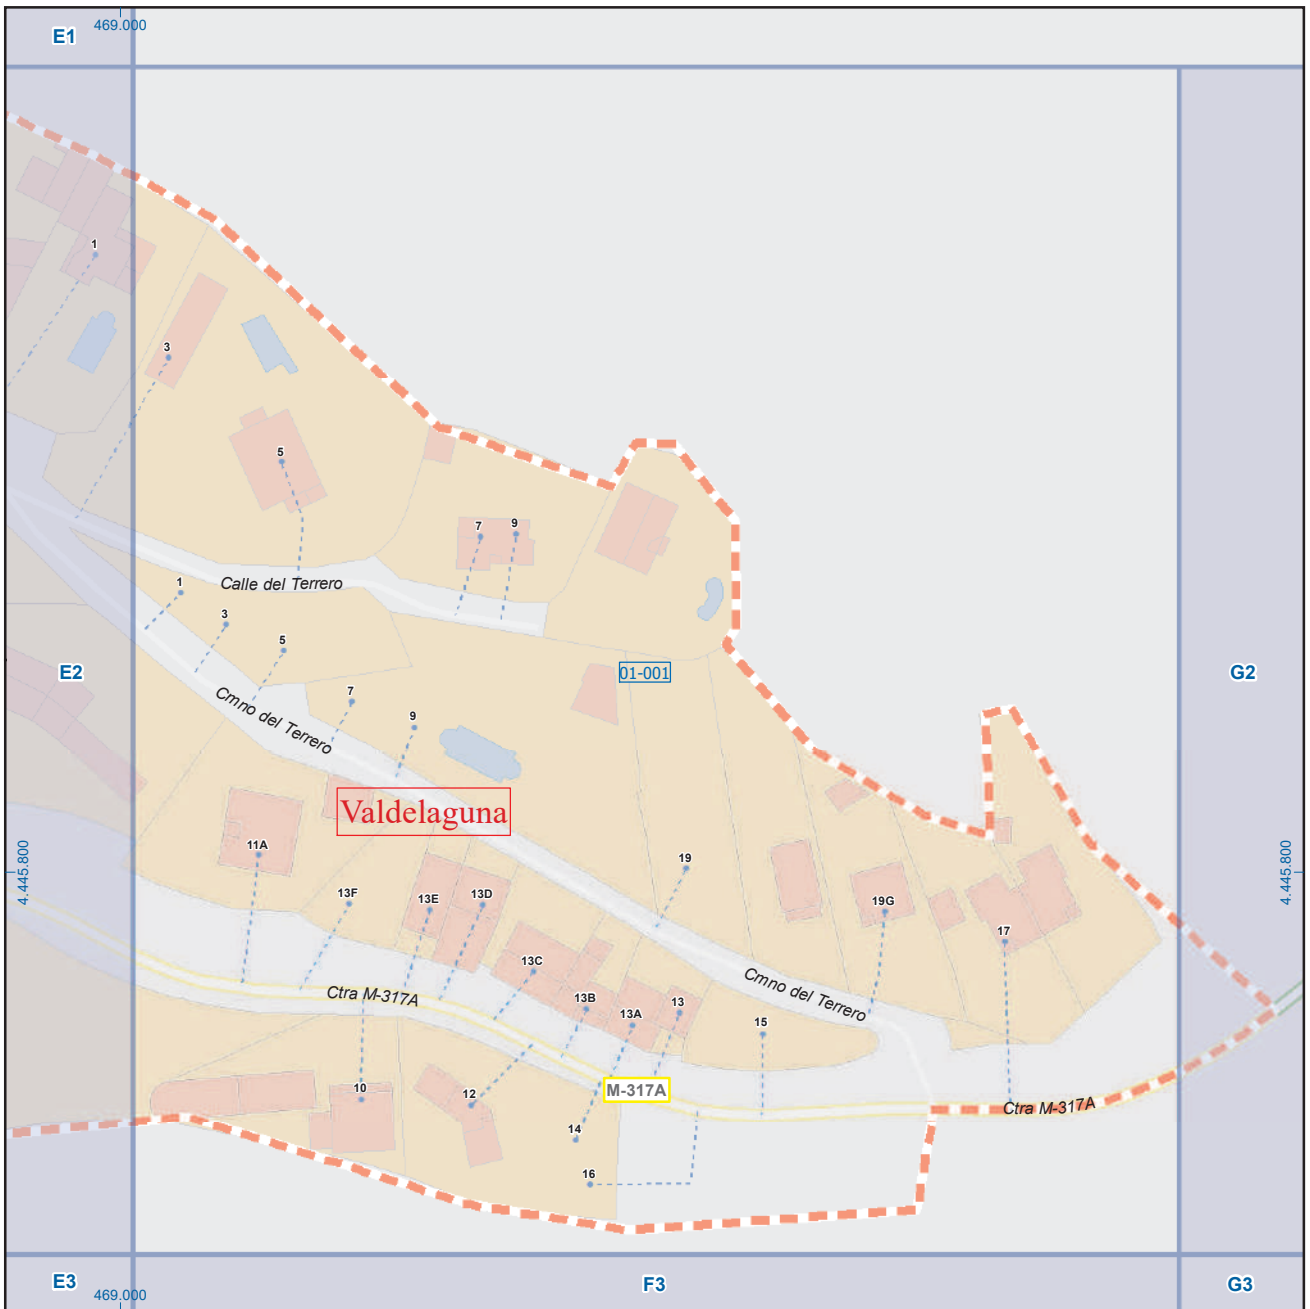 469.000
E1
1
3
5
7
9
Calle del Terrero
1
3
5
E2
01-001
G2
7
9
Cmno del Terrero
Valdelaguna
11A
4.445.800
4.445.800
19
13F
13E
13D
19G
17
13C
Cmno del Terrero
Ctra M-317A
13B
13A
13
15
M-317A
10
12
Ctra M-317A
14
16
E3
F3
G3
469.000